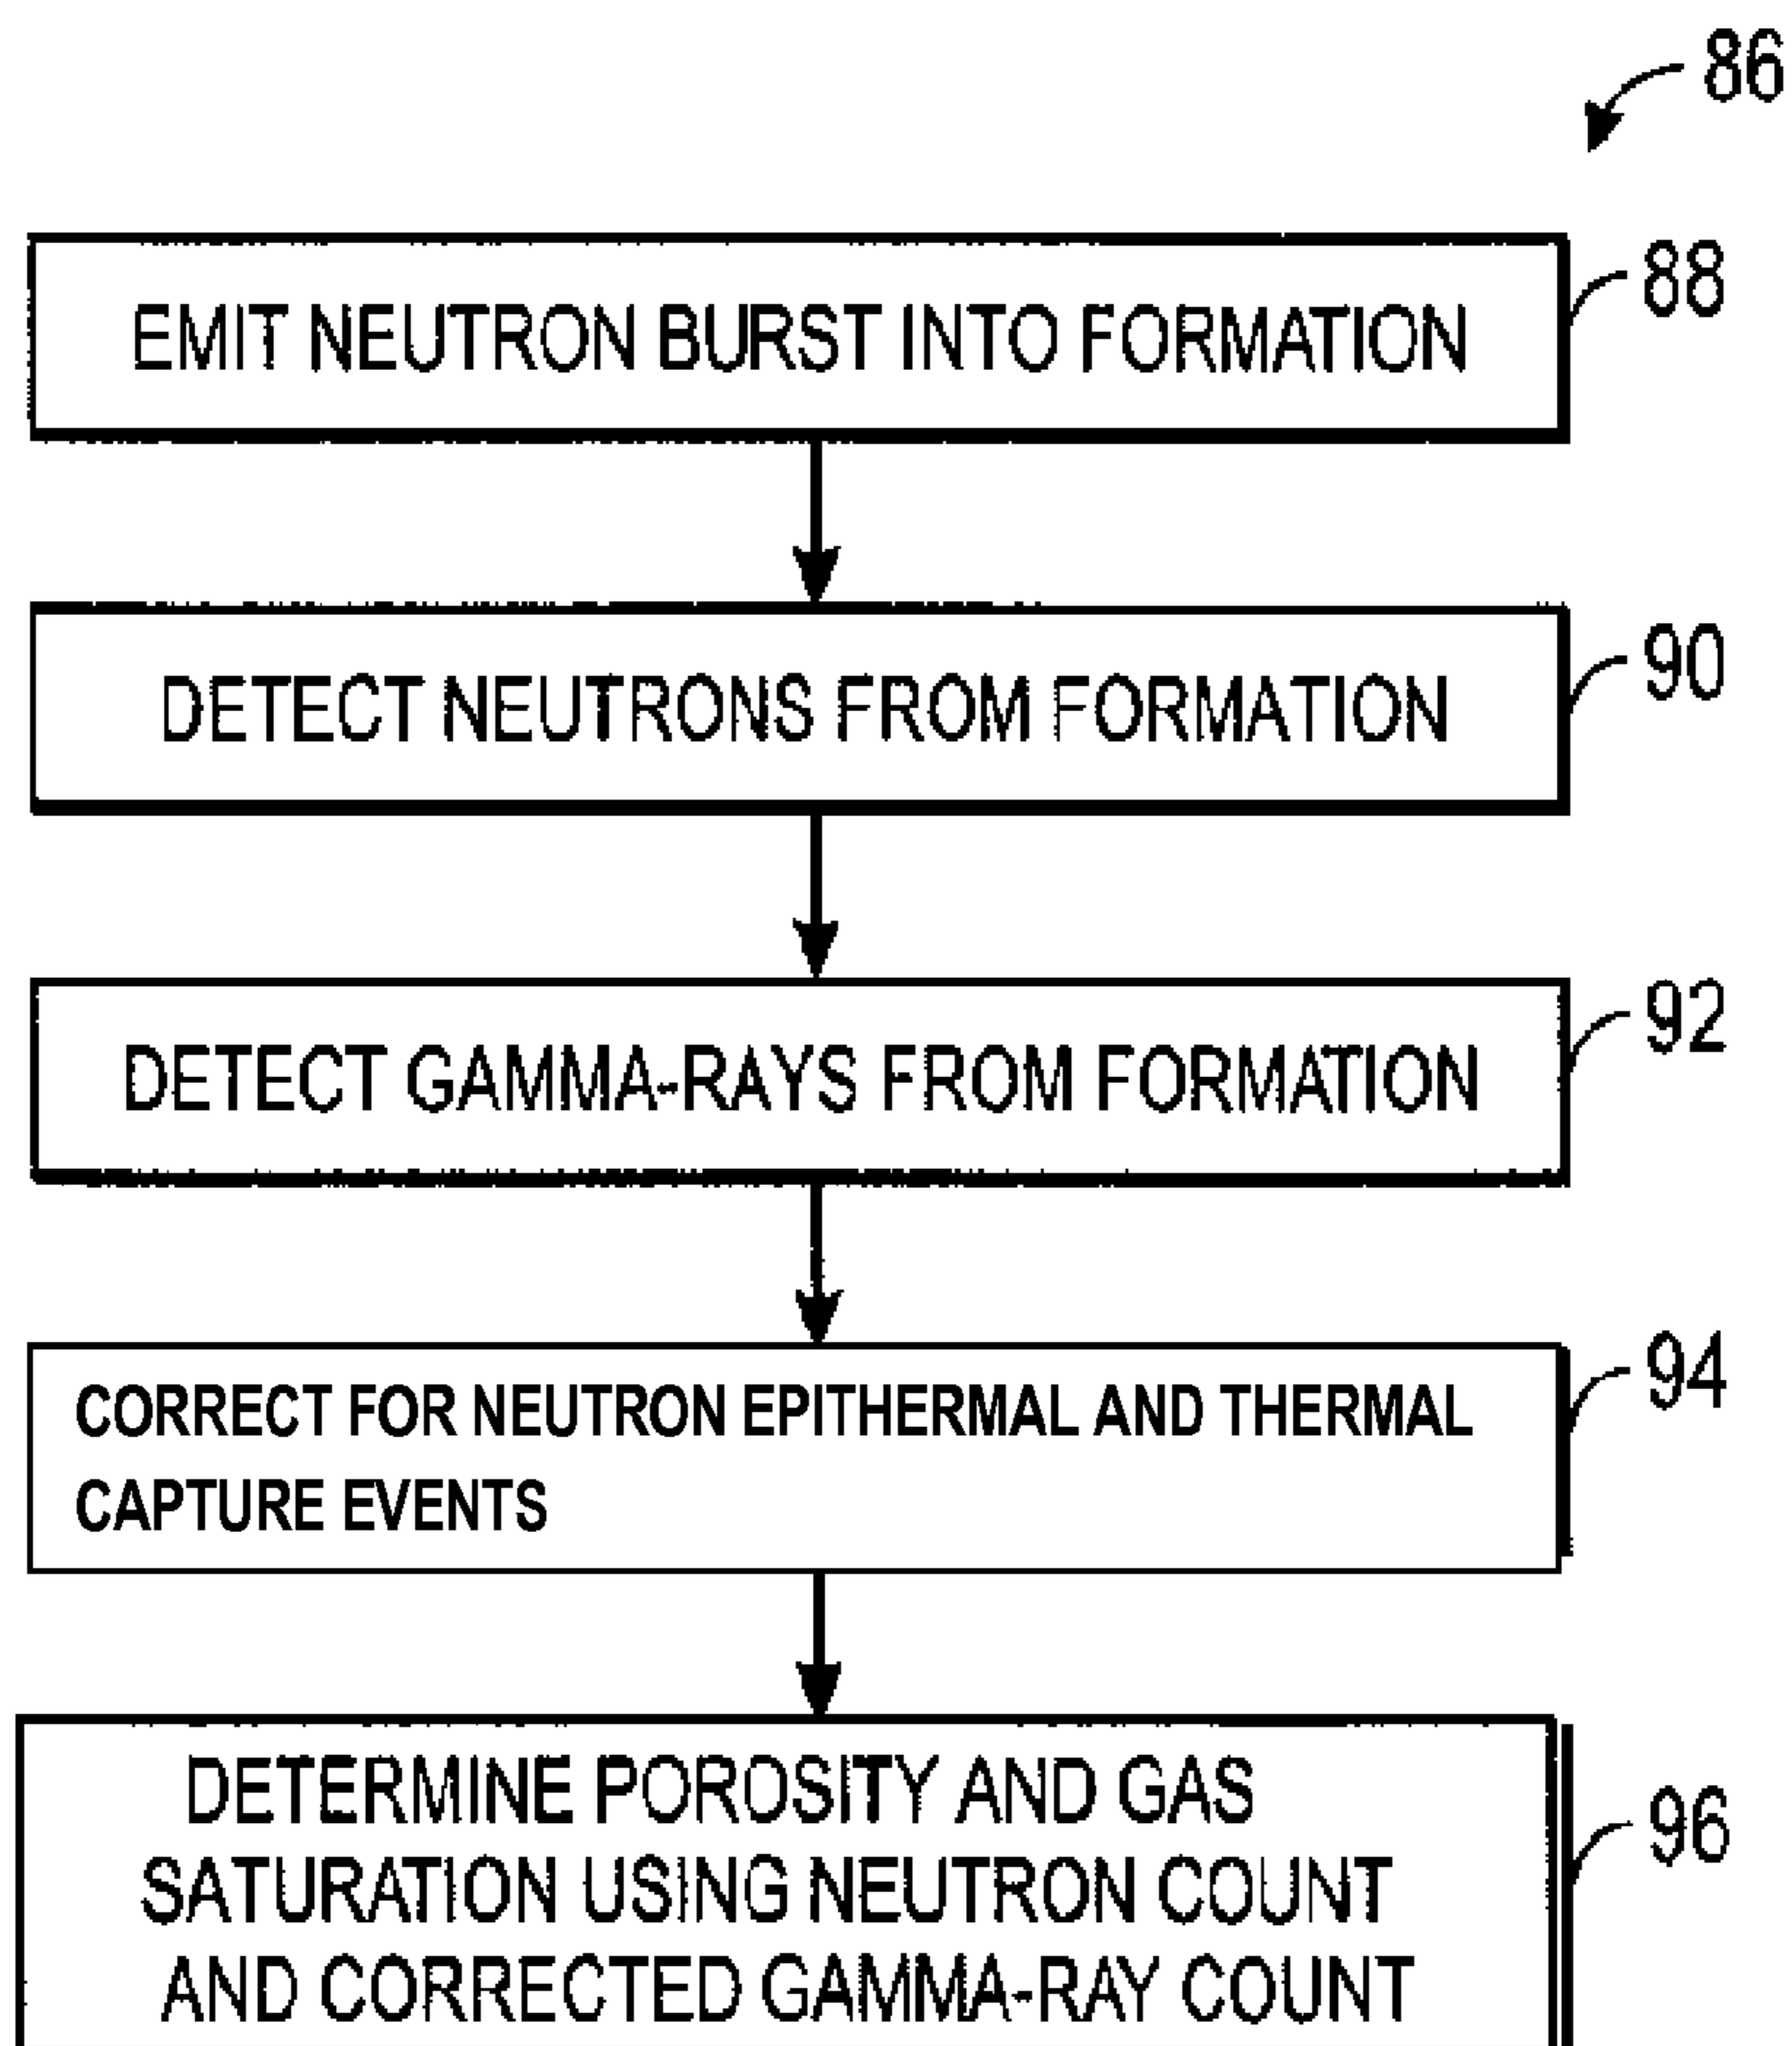 86
EMIT NEUTRON BURST INTO FORMATION
88
DETECT NEUTRONS FROM FORMATION
90
DETECT GAMMA-RAYS FROM FORMATION
92
CORRECT FOR NEUTRON EPITHERMAL AND THERMAL
CAPTURE EVENTS
94
DETERMINE POROSITY AND GAS
SATURATION USING NEUTRON COUNT
AND CORRECTED GAMMA-RAY COUNT
96